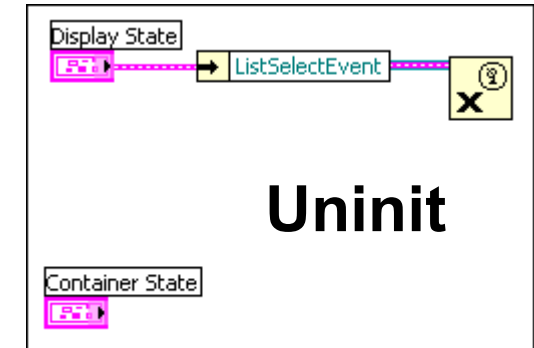 Display State
ListSelectEvent
Uninit
Container State